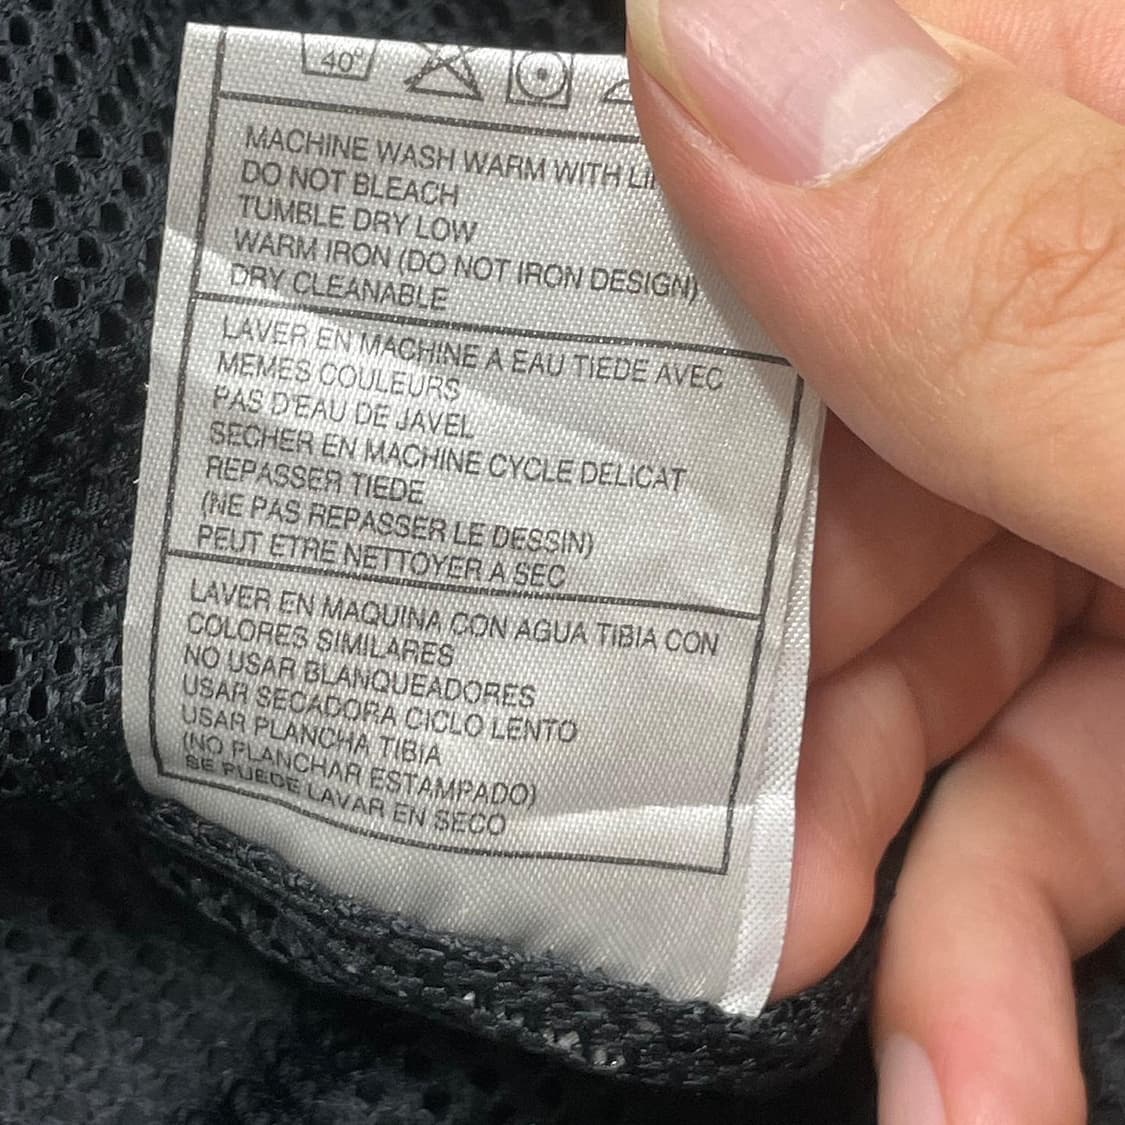 40°
MACHINE WASH WARM WITH
DO NOT BLEACH
TUMBLE DRY LOW
WARM IRON (DO NOT IRON DESIGN)
DRY CLEANABLE
LAVER EN MACHINE A EAU TIEDE AVEC
MEMES COULEURS
PAS D'EAU DE JAVEL
SECHER EN MACHINE CYCLE DELICAT
REPASSER TIEDE
(NE PAS REPASSER LE DESSIN)
PEUT ETRE NETTOYER A SEC
LAVER EN MAQUINA CON AGUA TIBIA CON
COLORES SIMILARES
NO USAR BLANQUEADORES
USAR SECADORA CICLO LENTO
USAR PLANCHA TIBIA
(NO PLANCHAR ESTAMPADO)
SE PUEDE LAVAR EN SECO